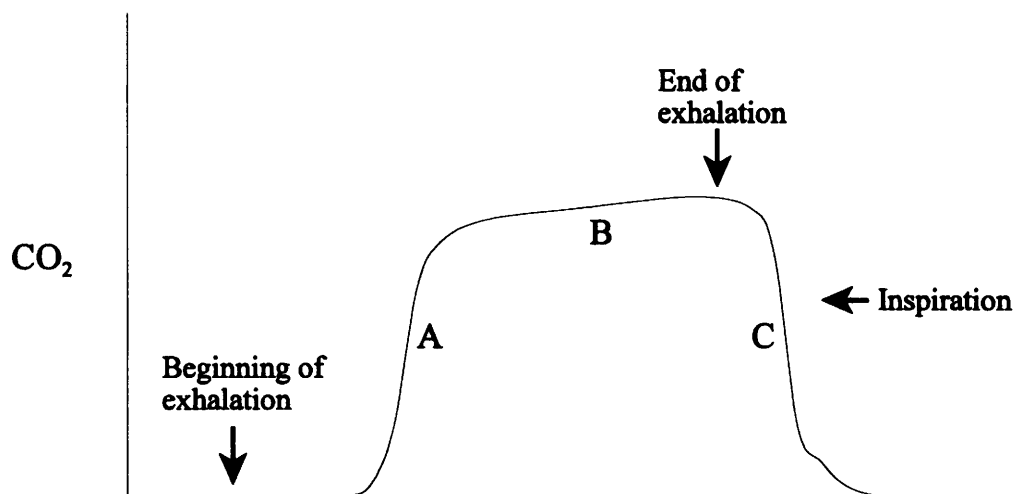 End of
exhalation
B
CO₂
Inspiration
A
C
Beginning of
exhalation